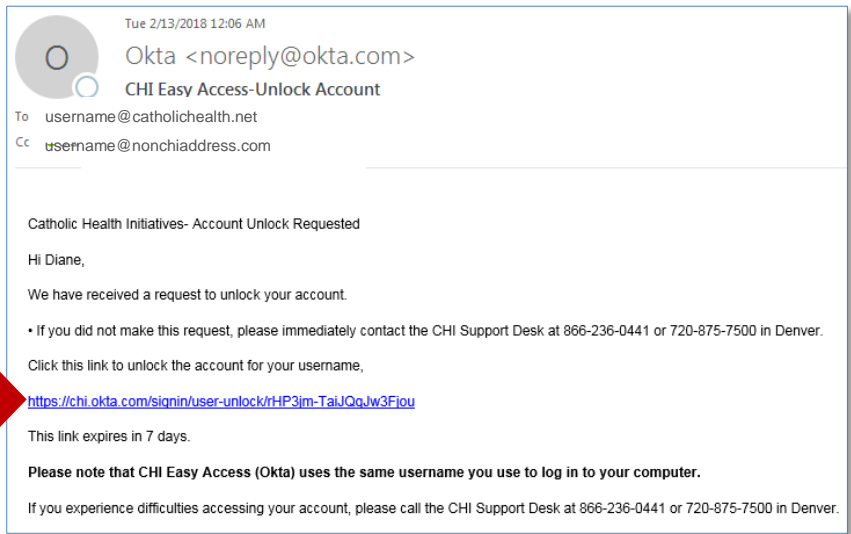 O
Tue 2/13/2018 12:06 AM
Okta <noreply@okta.com>
CHI Easy Access-Unlock Account
To username@catholichealth.net
Cc username@nonchiaddress.com
Catholic Health Initiatives- Account Unlock Requested
Hi Diane,
We have received a request to unlock your account.
• If you did not make this request, please immediately contact the CHI Support Desk at 866-236-0441 or 720-875-7500 in Denver.
Click this link to unlock the account for your username,
https://chi.okta.com/signin/user-unlock/rHP3jm-TaiJQgJw3Fjou
This link expires in 7 days.
Please note that CHI Easy Access (Okta) uses the same username you use to log in to your computer.
If you experience difficulties accessing your account, please call the CHI Support Desk at 866-236-0441 or 720-875-7500 in Denver.